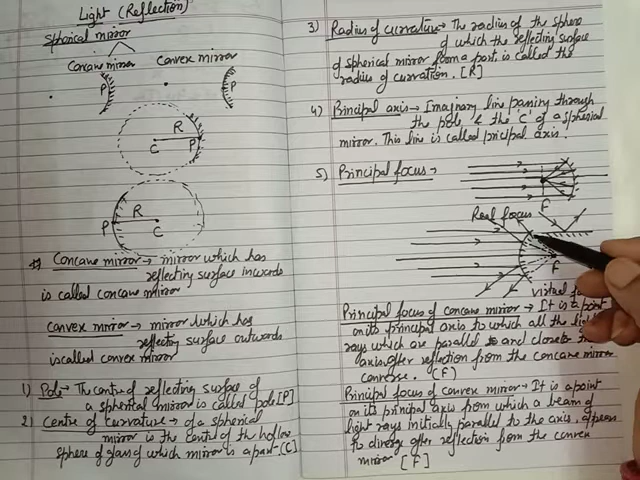 Light (Reflection)
Spherical mirror
Concave mirror Convex mirror
P P
R
C P
R
P C
Concave mirror → mirror which has
reflecting surface inwards
is called concave mirror
Convex mirror → mirror which has
reflecting surface outwards
is called convex mirror
1) Pole → The centre of reflecting surface of
a spherical mirror is called pole [P]
2) Centre of curvature → of a spherical
mirror is the centre of the hollow
sphere of glass of which mirror is a part [C]
3) Radius of curvature → The radius of the sphere
of which the reflecting surface
of spherical mirror form a part, is called the
radius of curvation. [R]
4) Principal axis → Imaginary line passing through
the pole & the 'C' of a spherical
mirror. This line is called pricipal axis.
5) Principal focus →
F
Real focus
F
virtual
Principal focus of concave mirror → It is a point
on its principal axis to which all the light
rays which are parallel and close to
axis after reflection from the concave mirror
converse. (F)
Principal focus of convex mirror → It is a point
on its principal axis from which a beam of
light rays initially parallel to the axis, appears
to diverge after reflection from the convex
mirror [F]